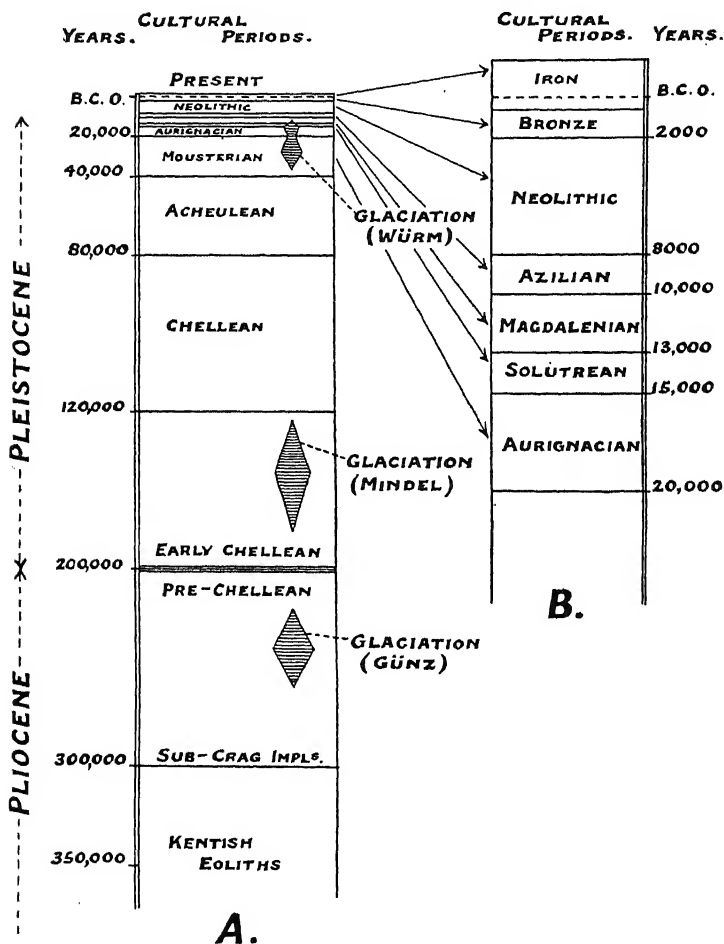 CULTURAL
YEARS. PERIODS.
PRESENT
B.C. O.
NEOLITHIC
20,000
AURIGNACIAN
MOUSTERIAN
40,000
ACHEULEAN
80,000
CHELLEAN
120,000
EARLY CHELLEAN
200,000
PRE-CHELLEAN
300,000
SUB-CRAG IMPLS.
350,000
KENTISH
EOLITHS
A.
PLEISTOCENE
PLIOCENE
GLACIATION
(WÜRM)
GLACIATION
(MINDEL)
GLACIATION
(GÜNZ)
CULTURAL
PERIODS. YEARS.
IRON
B.C. O.
BRONZE
2000
NEOLITHIC
8000
AZILIAN
10,000
MAGDALENIAN
13,000
SOLÜTREAN
15,000
AURIGNACIAN
20,000
B.